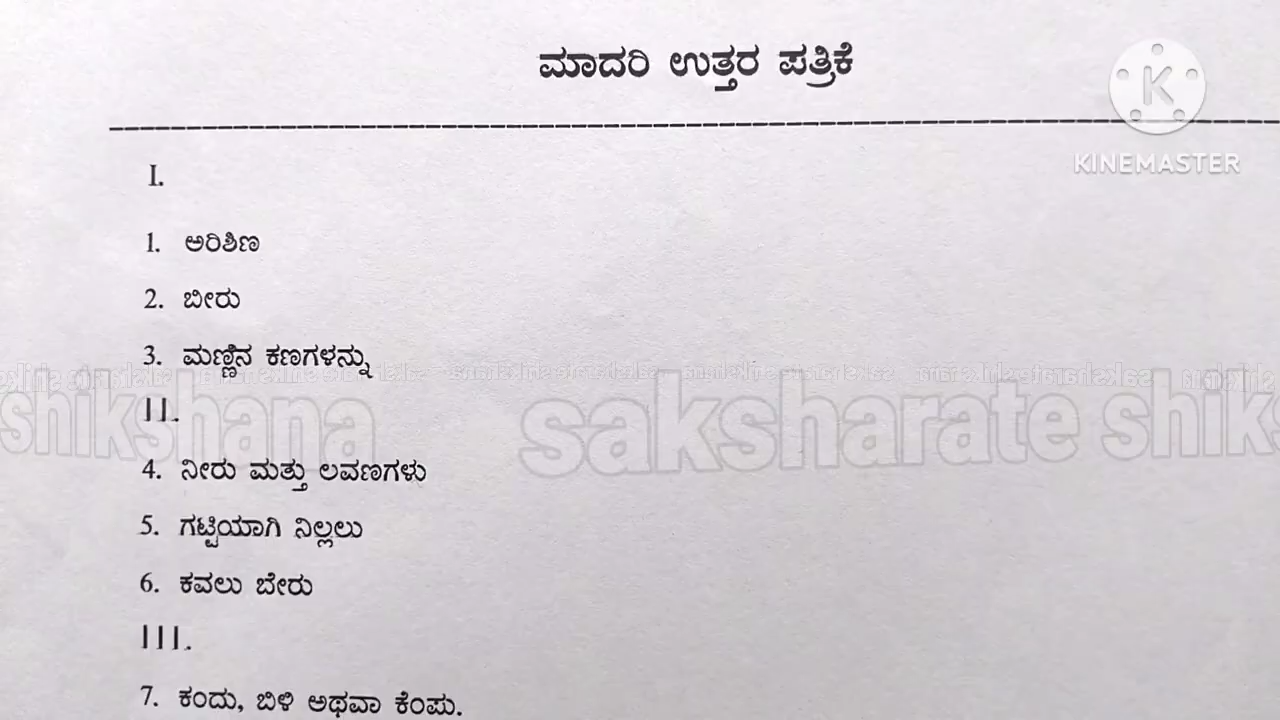 ಮಾದರಿ ಉತ್ತರ ಪತ್ರಿಕೆ
K
KINEMASTER
I.
1. ಅರಿಶಿಣ
2. ಬೀರು
3. ಮಣ್ಣಿನ ಕಣಗಳನ್ನು
shikshana saksharate shiks
II.
4. ನೀರು ಮತ್ತು ಲವಣಗಳು
5. ಗಟ್ಟಿಯಾಗಿ ನಿಲ್ಲಲು
6. ಕವಲು ಬೇರು
III.
7. ಕಂದು, ಬಿಳಿ ಅಥವಾ ಕೆಂಪು.